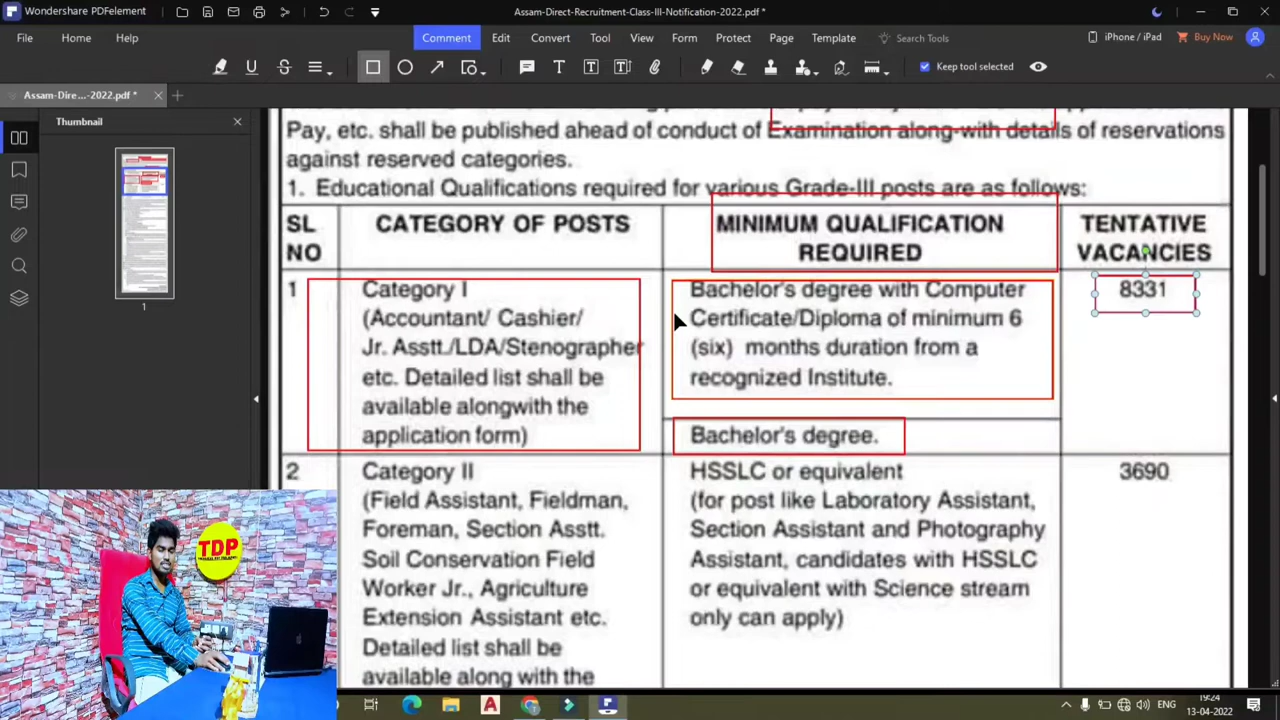 Wondershare PDFelement
Assam-Direct-Recruitment-Class-III-Notification-2022.pdf *
File Home Help Comment Edit Convert Tool View Form Protect Page Template Search Tools iPhone / iPad Buy Now
Keep tool selected
Assam-Dire...-2022.pdf *
Thumbnail
1
Pay, etc. shall be published ahead of conduct of Examination along-with details of reservations
against reserved categories.
1. Educational Qualifications required for various Grade-III posts are as follows:
SL NO
CATEGORY OF POSTS
MINIMUM QUALIFICATION
REQUIRED
TENTATIVE
VACANCIES
1
Category I
(Accountant/ Cashier/
Jr. Asstt./LDA/Stenographer
etc. Detailed list shall be
available alongwith the
application form)
Bachelor's degree with Computer
Certificate/Diploma of minimum 6
(six) months duration from a
recognized Institute.
Bachelor's degree.
8331
2
Category II
(Field Assistant, Fieldman,
Foreman, Section Asstt.
Soil Conservation Field
Worker Jr., Agriculture
Extension Assistant etc.
Detailed list shall be
available along with the
HSSLC or equivalent
(for post like Laboratory Assistant,
Section Assistant and Photography
Assistant, candidates with HSSLC
or equivalent with Science stream
only can apply)
3690
TDP
ENG
19:24
13-04-2022